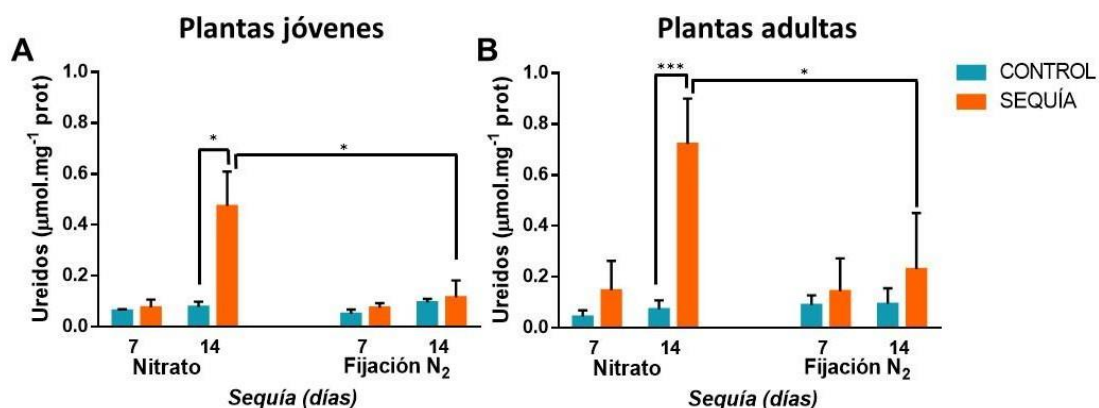 Plantas jóvenes
A
Ureidos (μmol.mg⁻¹ prot)
1.0
0.8
0.6
0.4
0.2
0.0
*
*
7
14
7
14
Nitrato
Fijación N₂
Sequía (días)
Plantas adultas
B
Ureidos (μmol.mg⁻¹ prot)
1.0
0.8
0.6
0.4
0.2
0.0
***
*
7
14
7
14
Nitrato
Fijación N₂
Sequía (días)
CONTROL
SEQUÍA